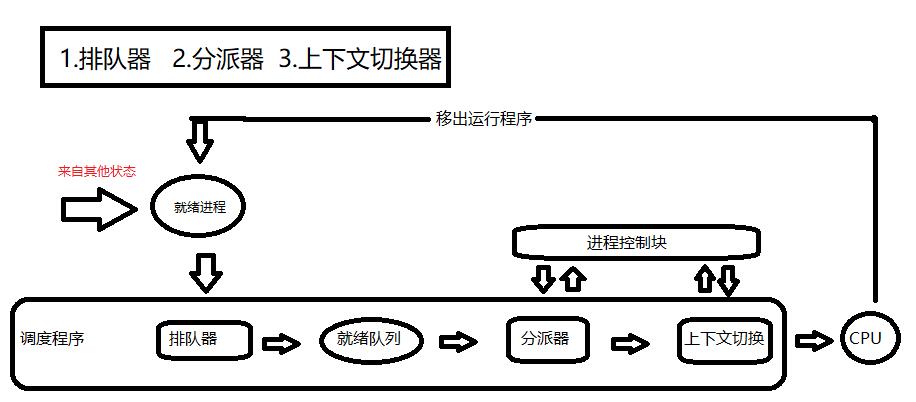 1.排队器 2.分派器 3.上下文切换器
移出运行程序
来自其他状态
就绪进程
进程控制块
调度程序
排队器
就绪队列
分派器
上下文切换
CPU